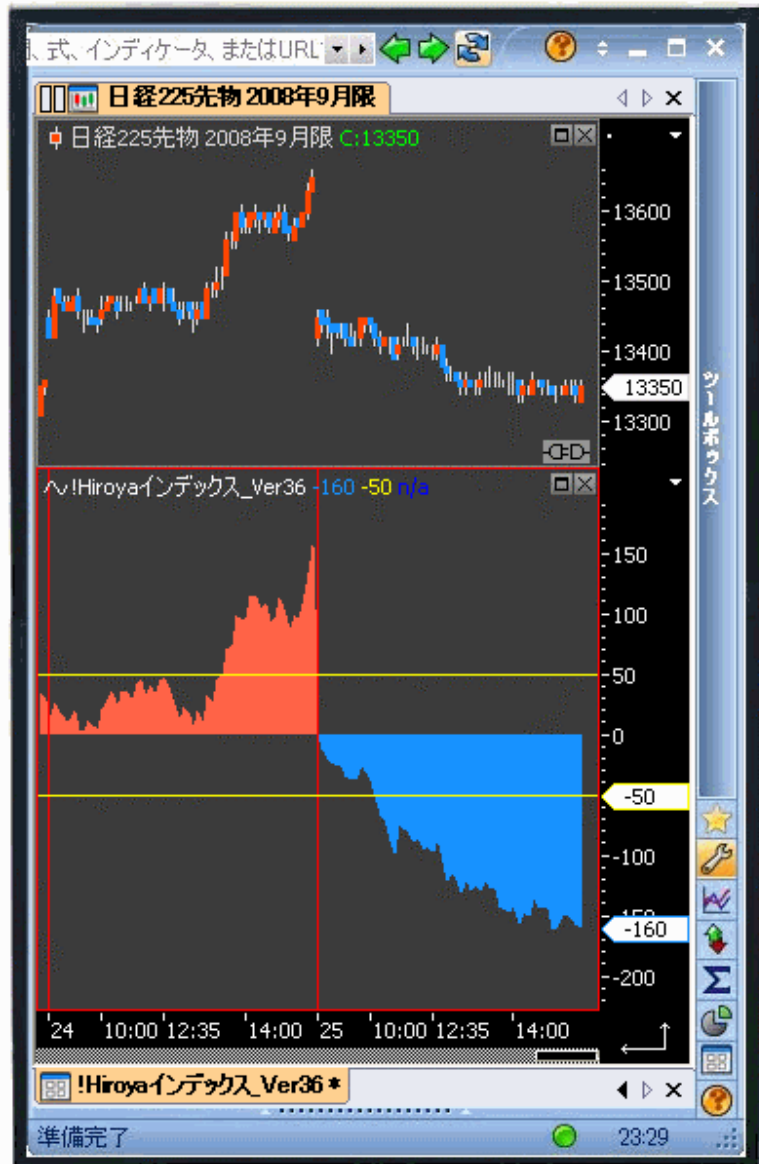 、式、インディケータ、またはURL
日経225先物 2008年9月限
日経225先物 2008年9月限 C:13350
13600
13500
13400
13350
13300
ツールボックス
!Hiroyaインデックス_Ver36 -160 -50 n/a
150
100
50
0
-50
-100
-160
-200
24 10:00 12:35 14:00 25 10:00 12:35 14:00
!Hiroyaインデックス_Ver36 *
準備完了 23:29